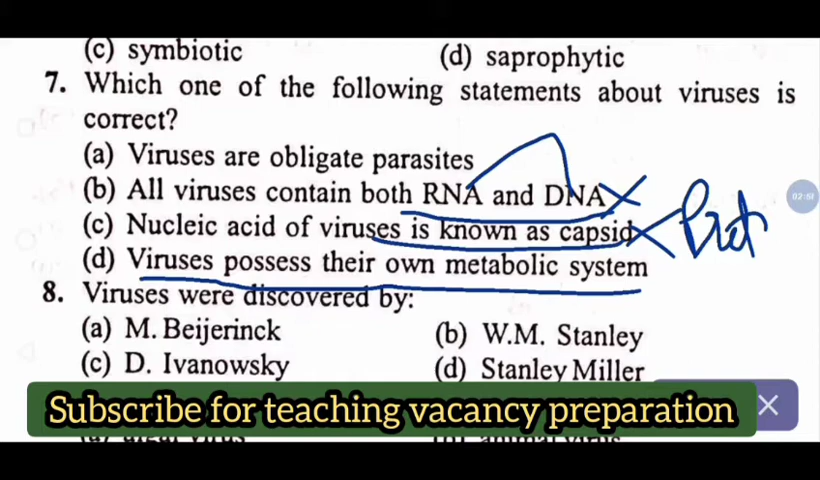 (c) symbiotic (d) saprophytic
7. Which one of the following statements about viruses is
correct?
(a) Viruses are obligate parasites
(b) All viruses contain both RNA and DNA
(c) Nucleic acid of viruses is known as capsid
(d) Viruses possess their own metabolic system
8. Viruses were discovered by:
(a) M. Beijerinck (b) W.M. Stanley
(c) D. Ivanowsky (d) Stanley Miller
Subscribe for teaching vacancy preparation